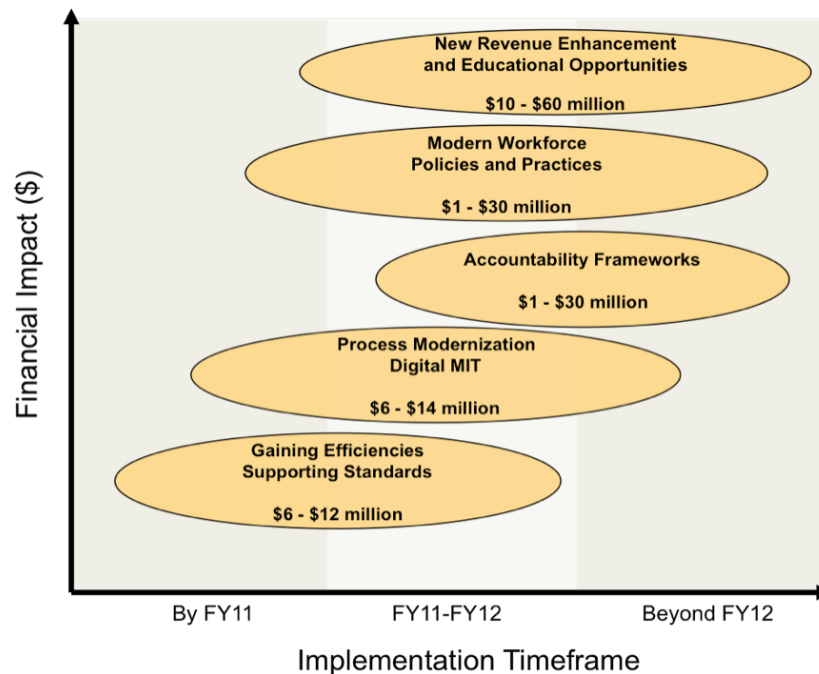 New Revenue Enhancement
and Educational Opportunities
$10 - $60 million
Modern Workforce
Policies and Practices
$1 - $30 million
Accountability Frameworks
$1 - $30 million
Process Modernization
Digital MIT
$6 - $14 million
Gaining Efficiencies
Supporting Standards
$6 - $12 million
Financial Impact ($)
By FY11
FY11-FY12
Beyond FY12
Implementation Timeframe